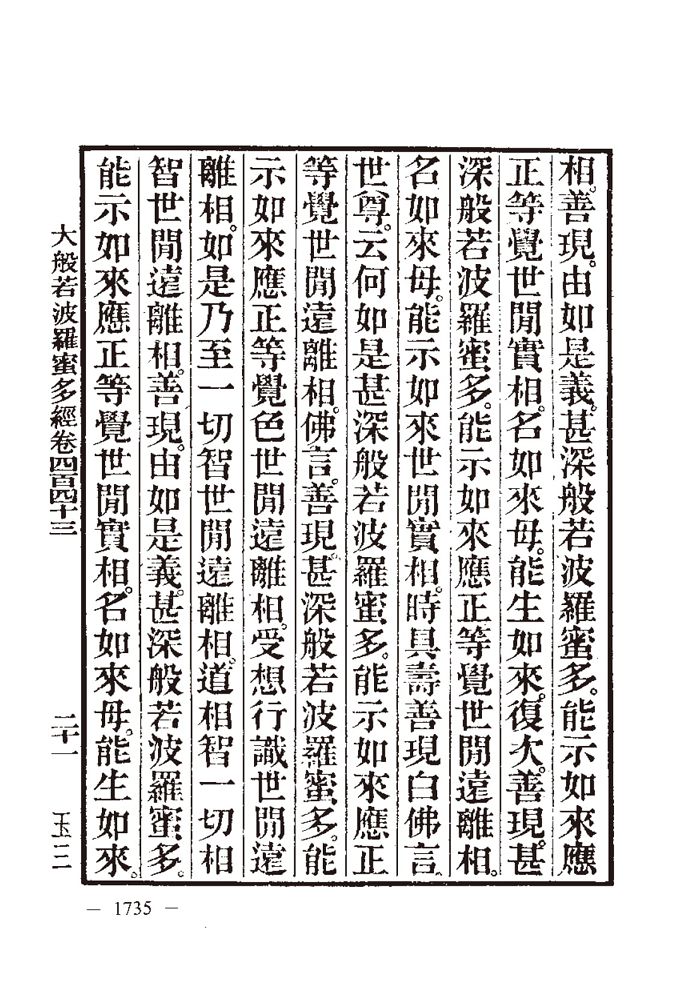 相。善現。由如是義。甚深般若波羅蜜多。能示如來應
正等覺世閒實相。名如來母。能生如來。復次。善現。甚
深般若波羅蜜多。能示如來應正等覺世閒遠離相。
名如來母。能示如來世閒實相。時具壽善現白佛言。
世尊。云何如是甚深般若波羅蜜多。能示如來應正
等覺世閒遠離相。佛言。善現。甚深般若波羅蜜多。能
示如來應正等覺色世閒遠離相。受想行識世閒遠
離相。如是乃至一切智世閒遠離相。道相智一切相
智世閒遠離相。善現。由如是義。甚深般若波羅蜜多。
能示如來應正等覺世閒實相。名如來母。能生如來。
大般若波羅蜜多經卷四百四十三 二十一 玉三
— 1735 —